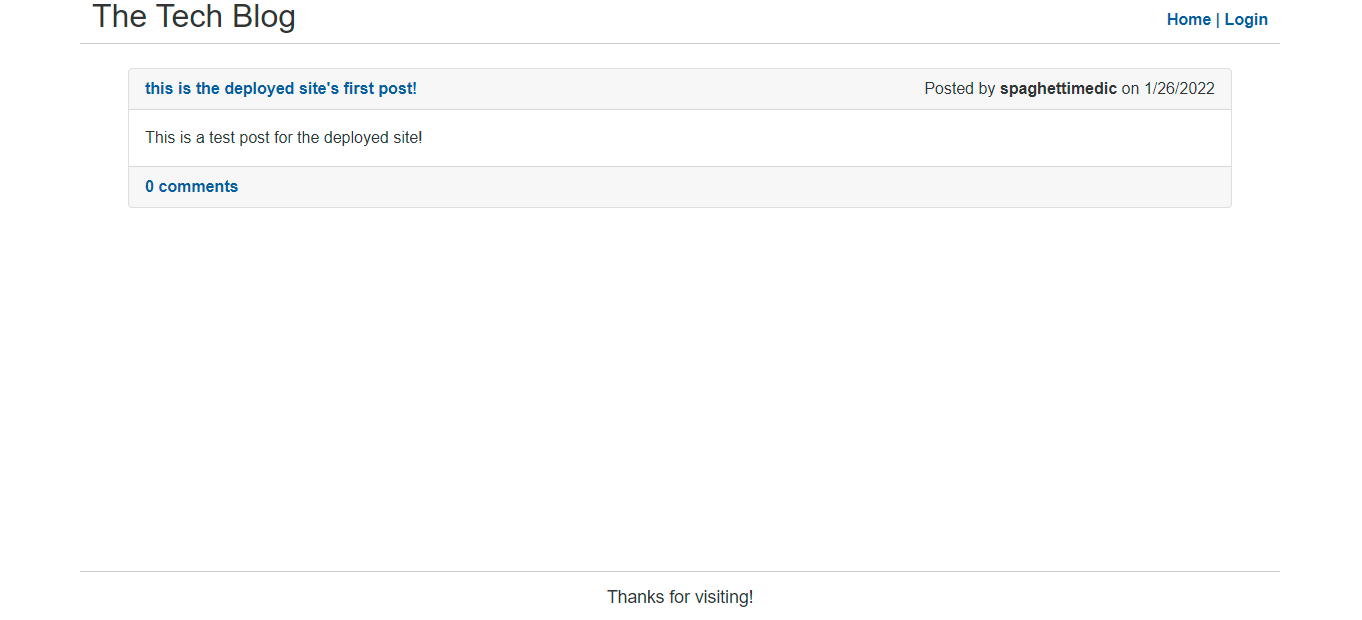 The Tech Blog
Home | Login
this is the deployed site's first post!
Posted by spaghettimedic on 1/26/2022
This is a test post for the deployed site!
0 comments
Thanks for visiting!